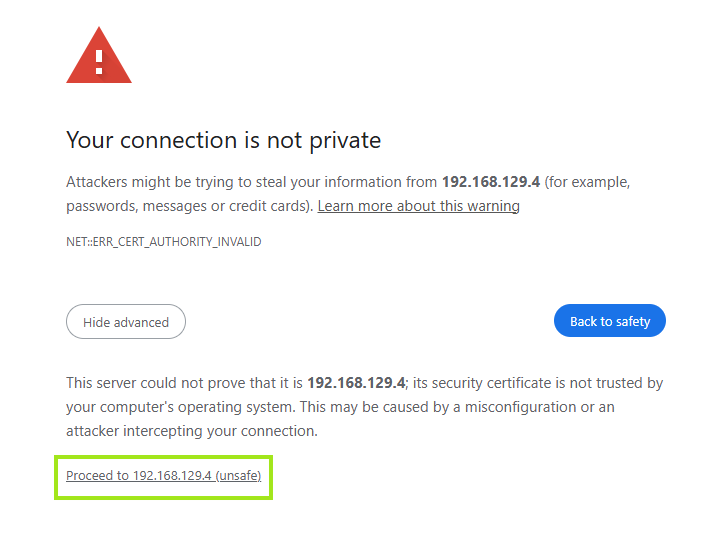 Your connection is not private
Attackers might be trying to steal your information from 192.168.129.4 (for example,
passwords, messages or credit cards). Learn more about this warning
NET::ERR_CERT_AUTHORITY_INVALID
Hide advanced
Back to safety
This server could not prove that it is 192.168.129.4; its security certificate is not trusted by
your computer's operating system. This may be caused by a misconfiguration or an
attacker intercepting your connection.
Proceed to 192.168.129.4 (unsafe)